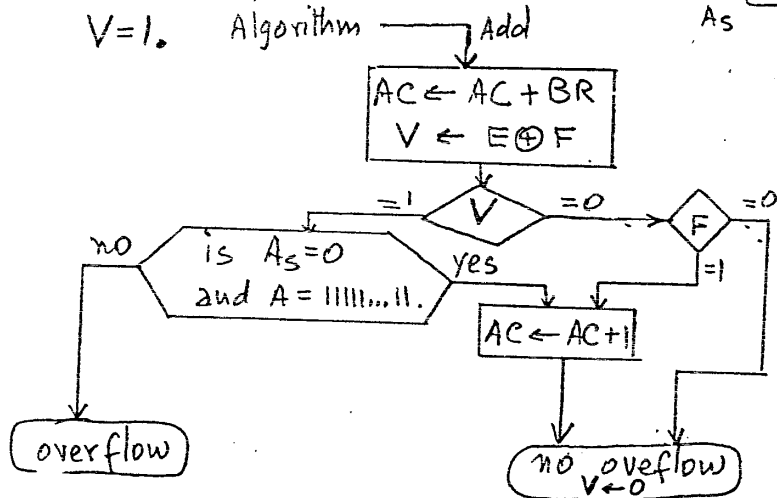 V=1. Algorithm Add
As
AC ← AC + BR
V ← E ⊕ F
V =1 =0
F =0 =1
is As=0
and A = 11111...11.
no yes
AC ← AC+1
overflow
no oveflow
V←0